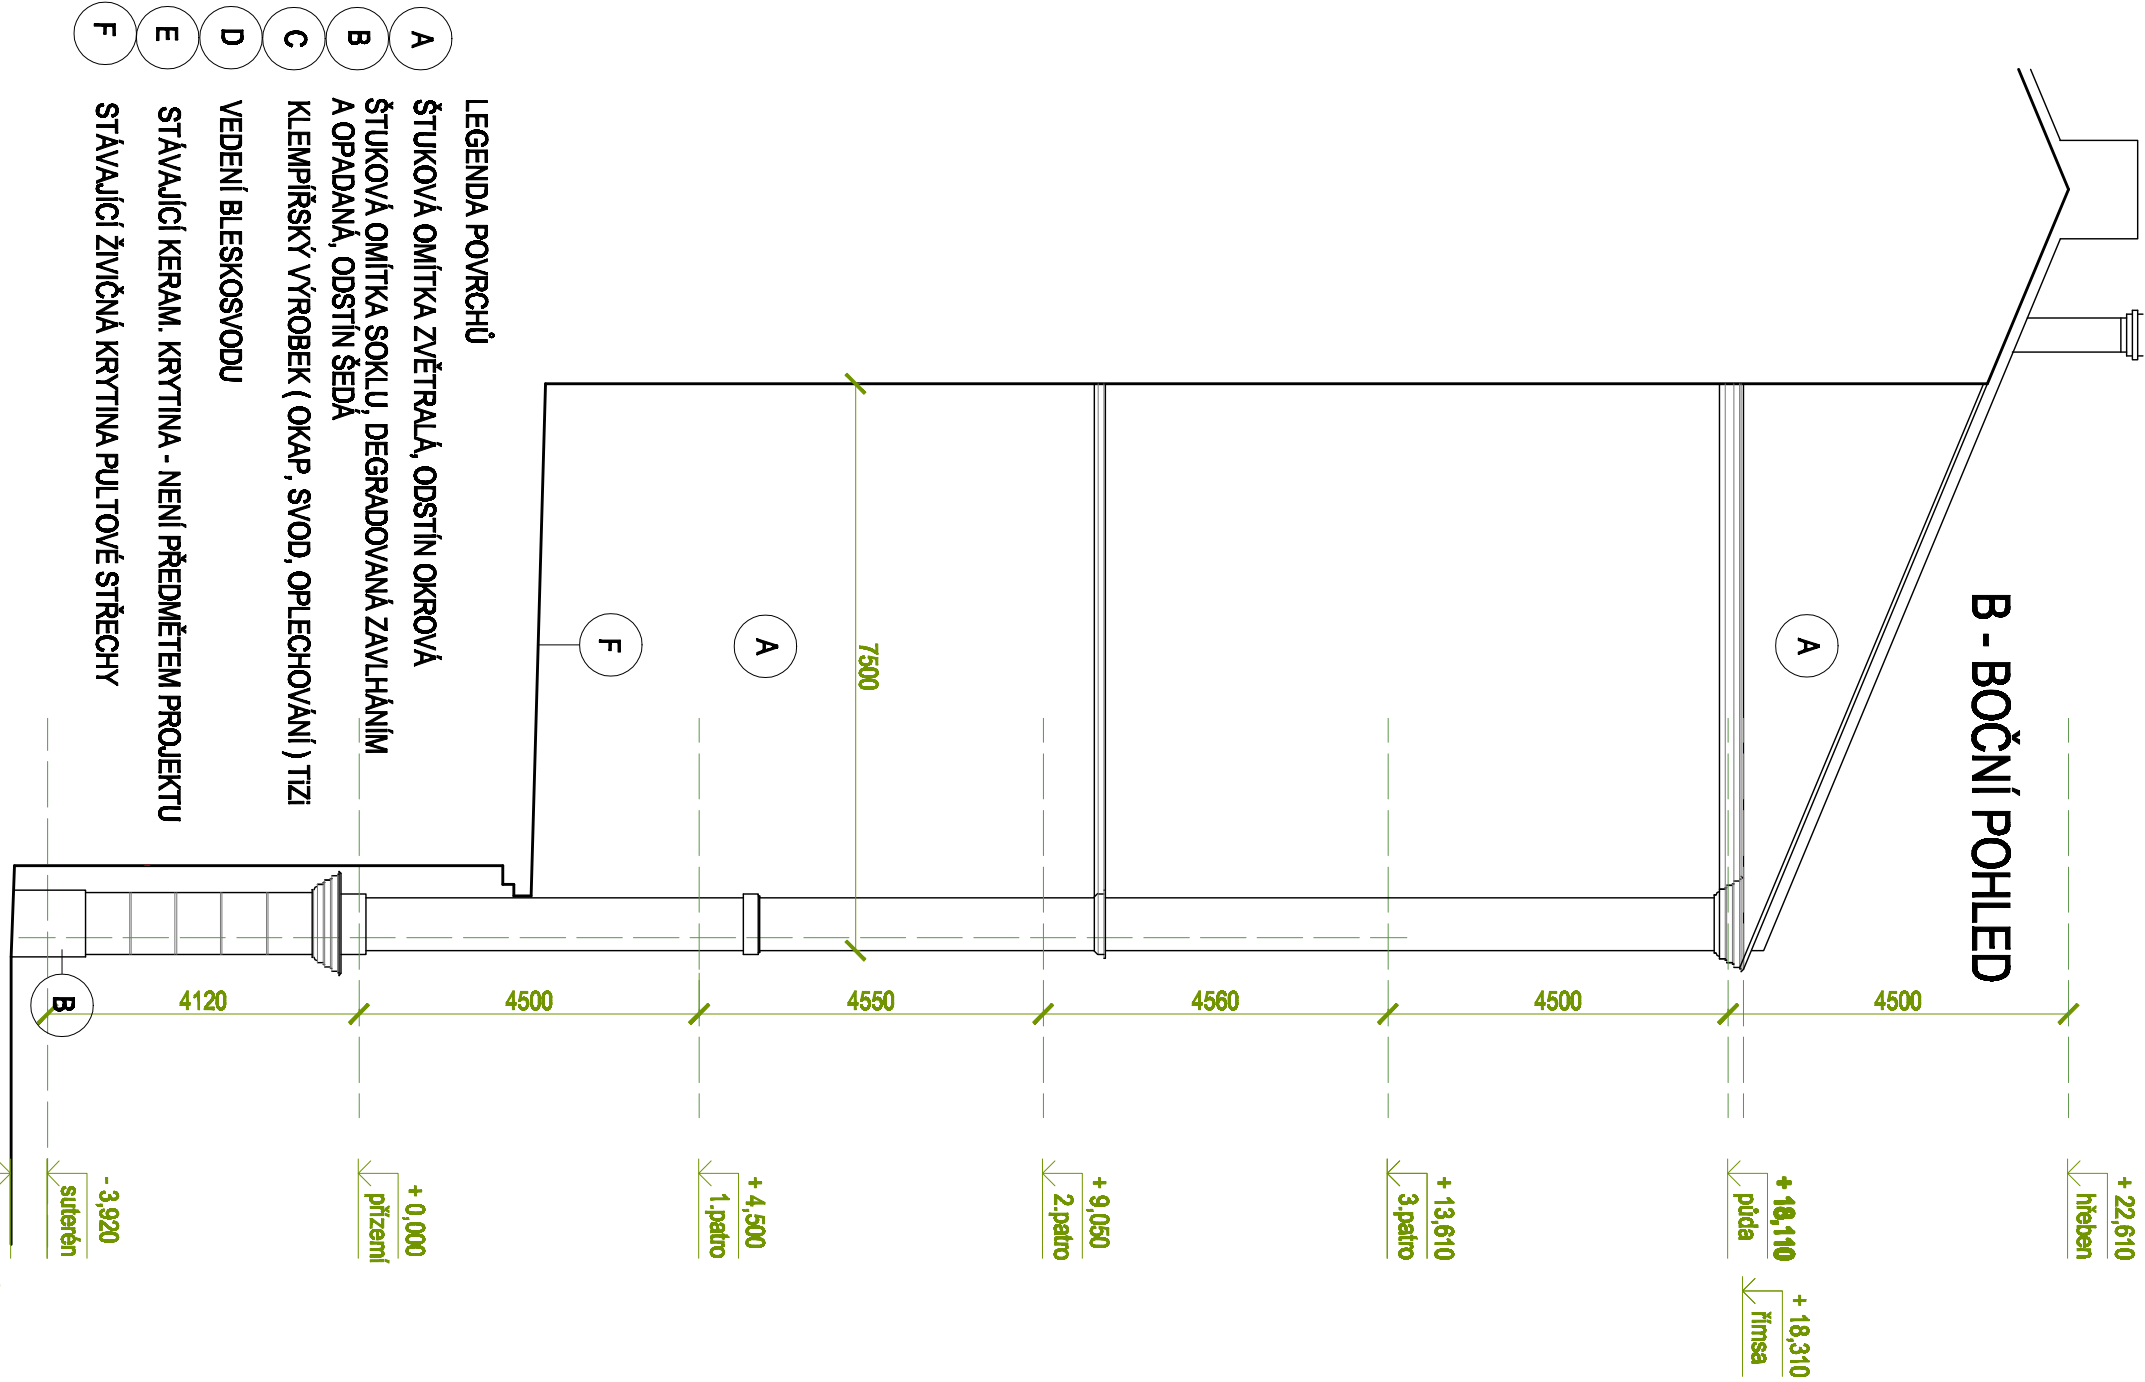 B - BOČNÍ POHLED
+ 22,610
hřeben
půda
+ 18,310
římsa
+ 13,610
3.patro
+ 9,050
2.patro
+ 4,500
1.patro
+ 0,000
přízemí
- 3,920
suterén
4500
4500
4560
4550
4500
4120
7500
A
A
F
B
LEGENDA POVRCHŮ
A ŠTUKOVÁ OMÍTKA ZVĚTRALÁ, ODSTÍN OKROVÁ
B ŠTUKOVÁ OMÍTKA SOKLU, DEGRADOVANÁ ZAVLHÁNÍM
A OPADANÁ, ODSTÍN ŠEDÁ
C KLEMPÍŘSKÝ VÝROBEK ( OKAP, SVOD, OPLECHOVÁNÍ ) TiZi
D VEDENÍ BLESKOSVODU
E STÁVAJÍCÍ KERAM. KRYTINA - NENÍ PŘEDMĚTEM PROJEKTU
F STÁVAJÍCÍ ŽIVIČNÁ KRYTINA PULTOVÉ STŘECHY